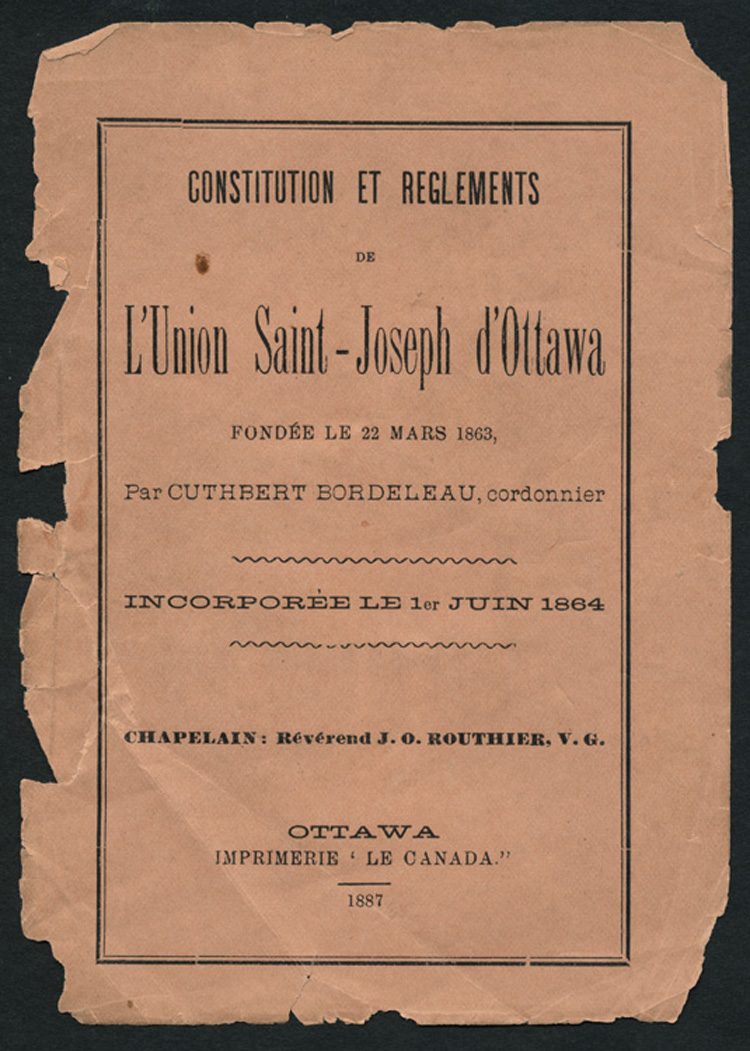 CONSTITUTION ET REGLEMENTS
DE
L'Union Saint-Joseph d'Ottawa
FONDÉE LE 22 MARS 1863,
Par CUTHBERT BORDELEAU, cordonnier
INCORPORÉE LE 1er JUIN 1864
CHAPELAIN: Révérend J. O. ROUTHIER, V. G.
OTTAWA
IMPRIMERIE ‘ LE CANADA.”
1887